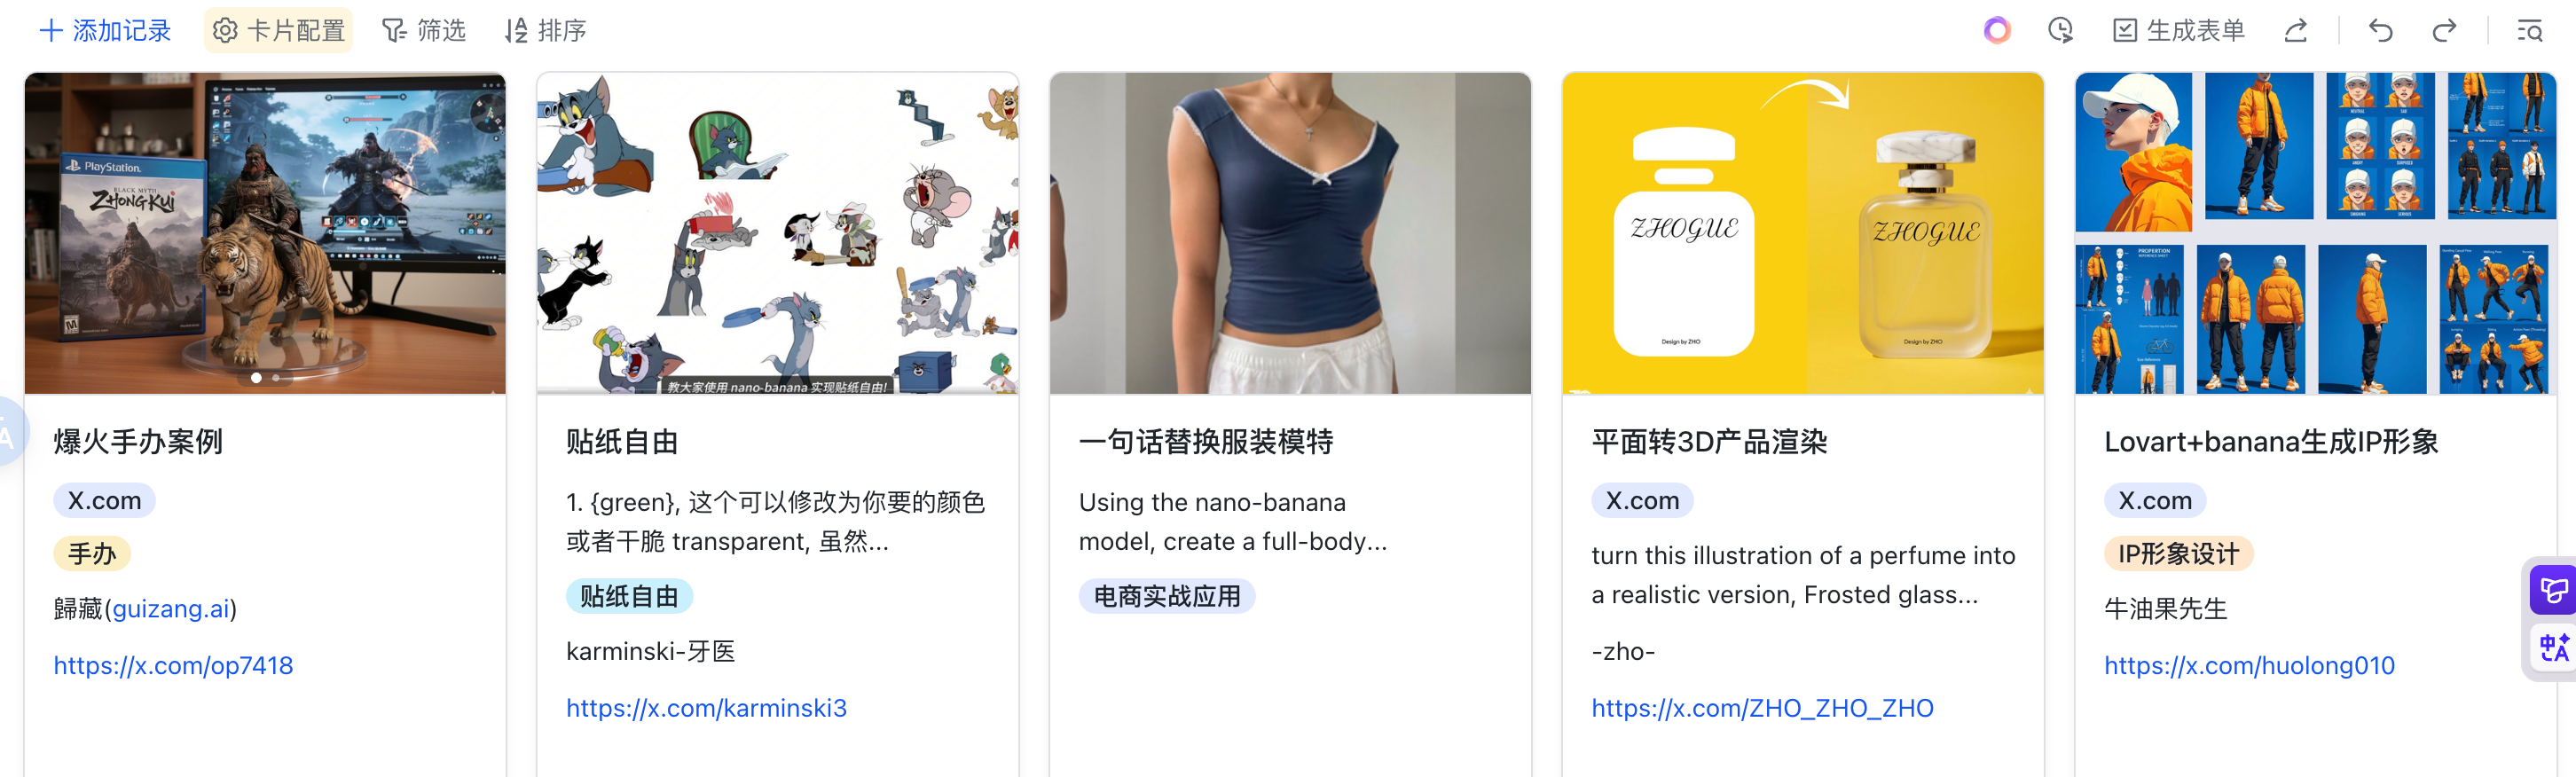 添加记录
卡片配置
筛选
排序
生成表单
PlayStation
BLACK MYTH
ZHONG KUI
教大家使用 nano-banana 实现贴纸自由!
ZHOGUE
Design by ZHO
ZHOGUE
Design by ZHO
NEUTRAL
SAD
ANGRY
SURPRISED
PROPORTION
REFERENCE SHEET
爆火手办案例
X.com
手办
歸藏(guizang.ai)
https://x.com/op7418
贴纸自由
1. {green}, 这个可以修改为你要的颜色
或者干脆 transparent, 虽然...
贴纸自由
karminski-牙医
https://x.com/karminski3
一句话替换服装模特
Using the nano-banana
model, create a full-body...
电商实战应用
平面转3D产品渲染
X.com
turn this illustration of a perfume into
a realistic version, Frosted glass...
-zho-
https://x.com/ZHO_ZHO_ZHO
Lovart+banana生成IP形象
X.com
IP形象设计
牛油果先生
https://x.com/huolong010